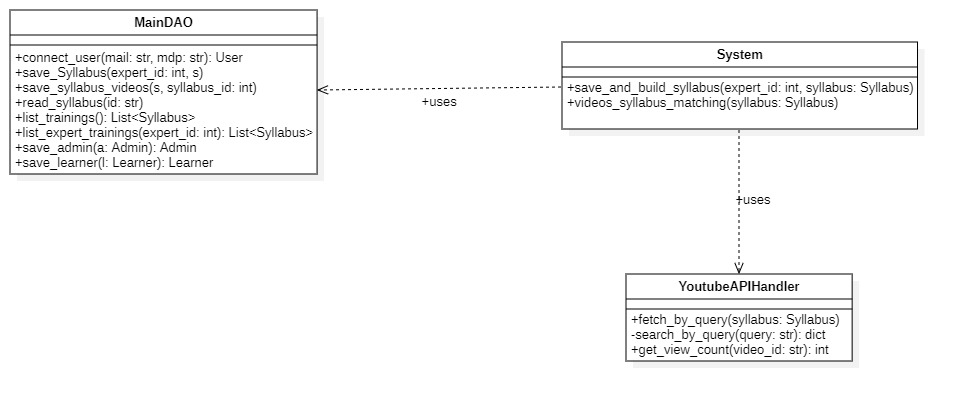 MainDAO
+connect_user(mail: str, mdp: str): User
+save_Syllabus(expert_id: int, s)
+save_syllabus_videos(s, syllabus_id: int)
+read_syllabus(id: str)
+list_trainings(): List<Syllabus>
+list_expert_trainings(expert_id: int): List<Syllabus>
+save_admin(a: Admin): Admin
+save_learner(l: Learner): Learner
+uses
System
+save_and_build_syllabus(expert_id: int, syllabus: Syllabus)
+videos_syllabus_matching(syllabus: Syllabus)
+uses
YoutubeAPIHandler
+fetch_by_query(syllabus: Syllabus)
-search_by_query(query: str): dict
+get_view_count(video_id: str): int